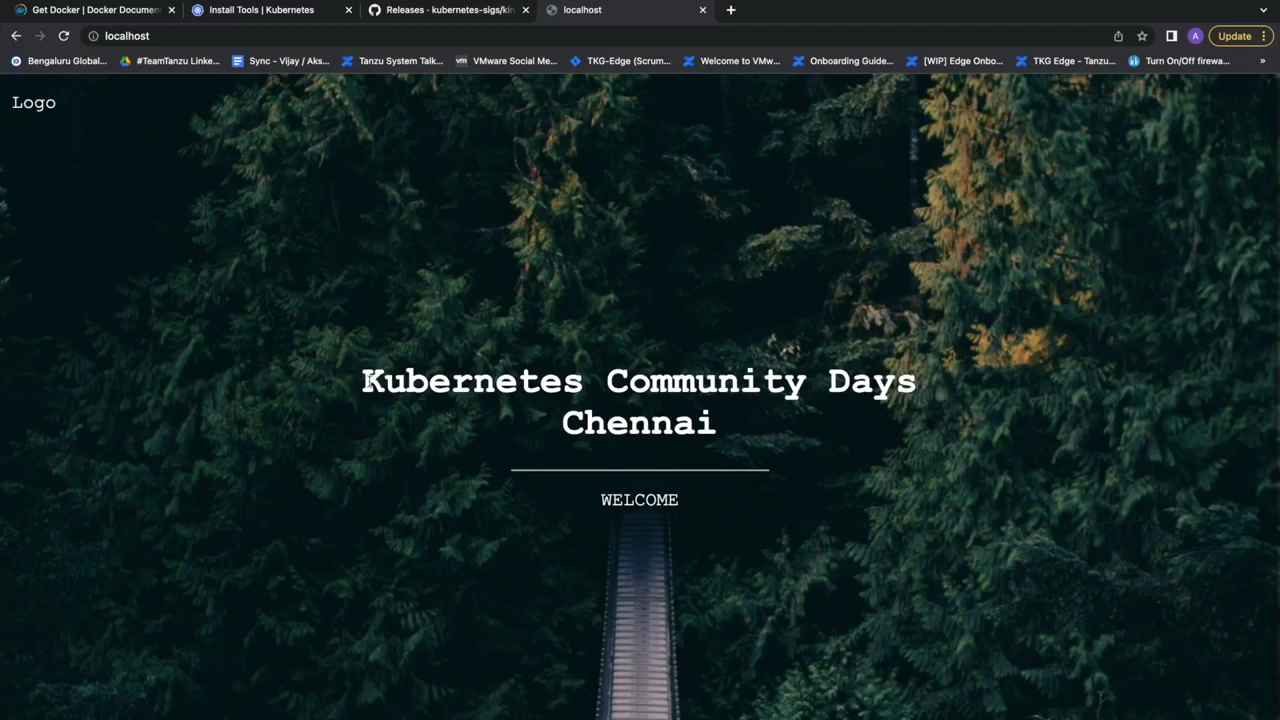 Get Docker | Docker Documen
Install Tools | Kubernetes
Releases · kubernetes-sigs/kin
localhost
localhost
A
Update
Bengaluru Global...
#TeamTanzu Linke...
Sync - Vijay / Aks...
Tanzu System Talk...
vm
VMware Social Me...
TKG-Edge (Scrum...
Welcome to VMw...
Onboarding Guide...
[WIP] Edge Onbo...
TKG Edge - Tanzu...
Turn On/Off firewa...
»
Logo
Kubernetes Community Days
Chennai
WELCOME